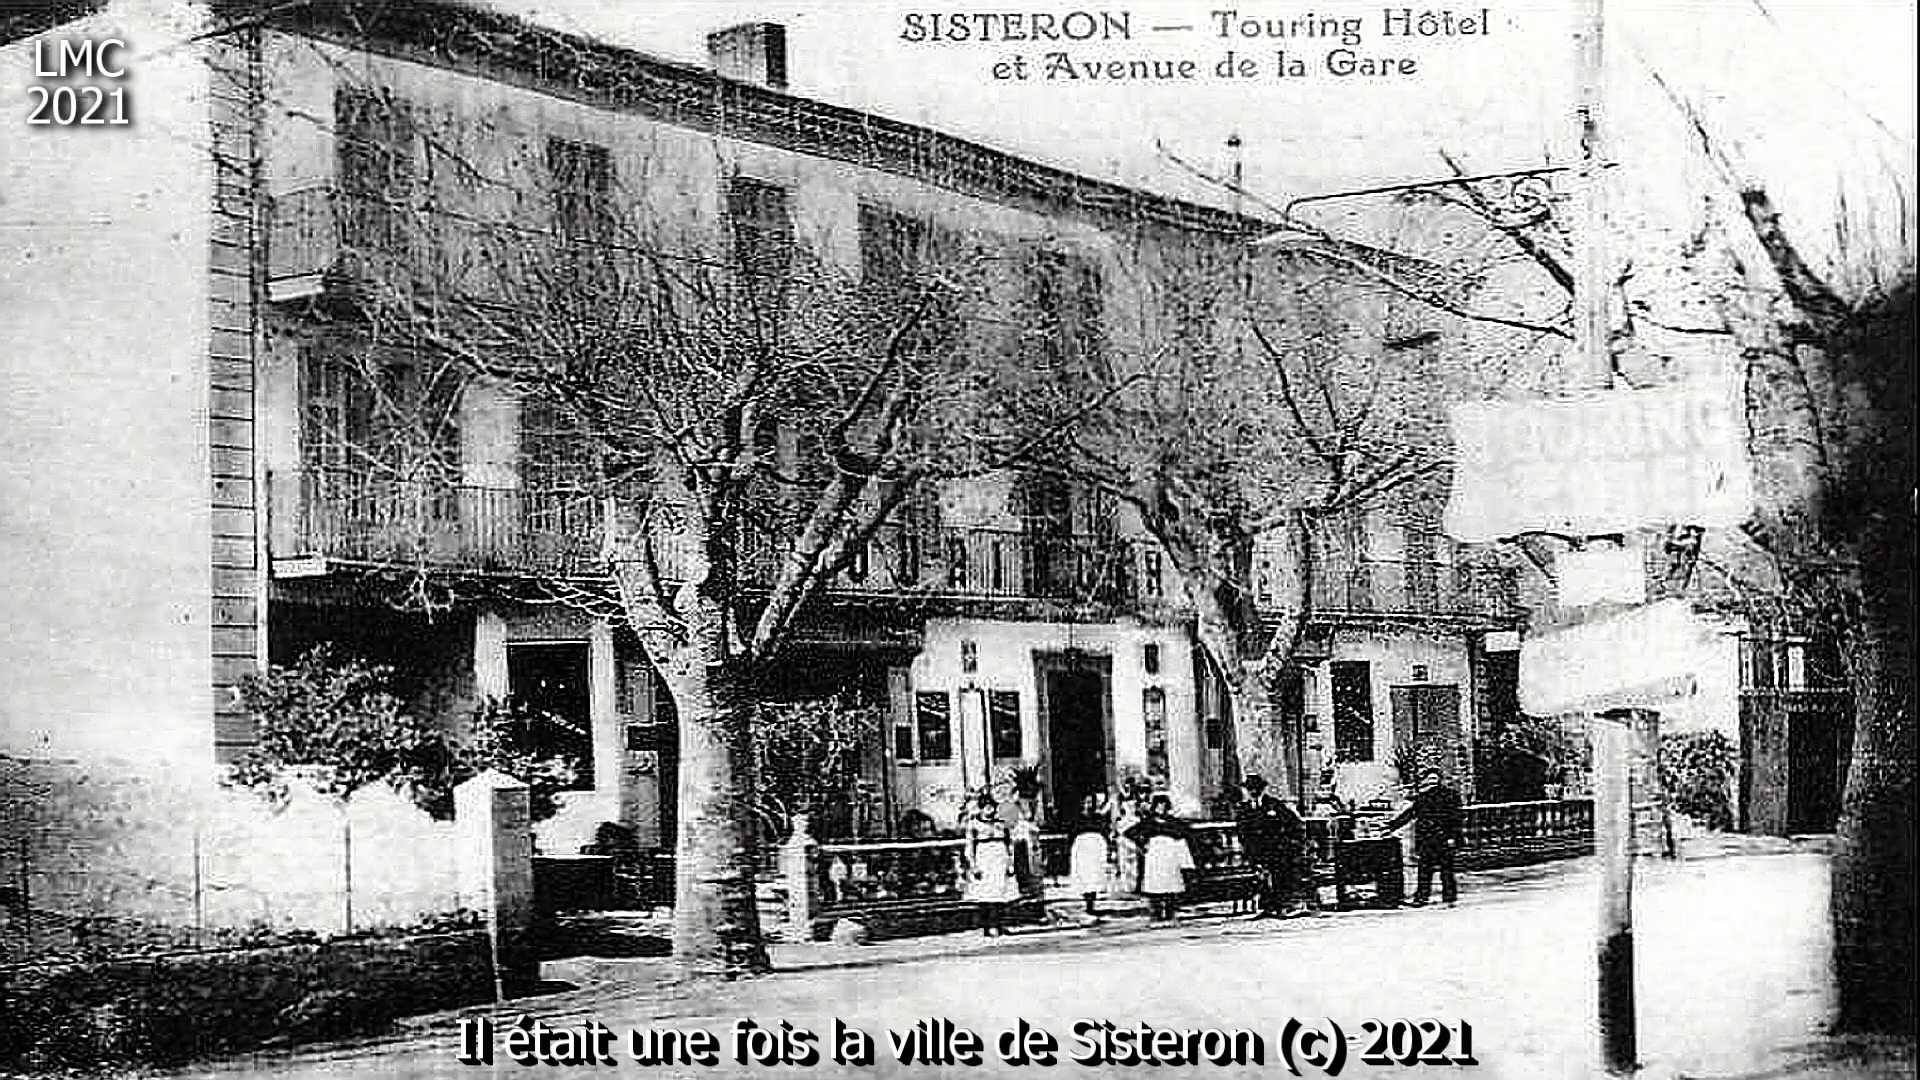 SISTERON — Touring Hôtel
et Avenue de la Gare
LMC
2021
Il était une fois la ville de Sisteron (c) 2021